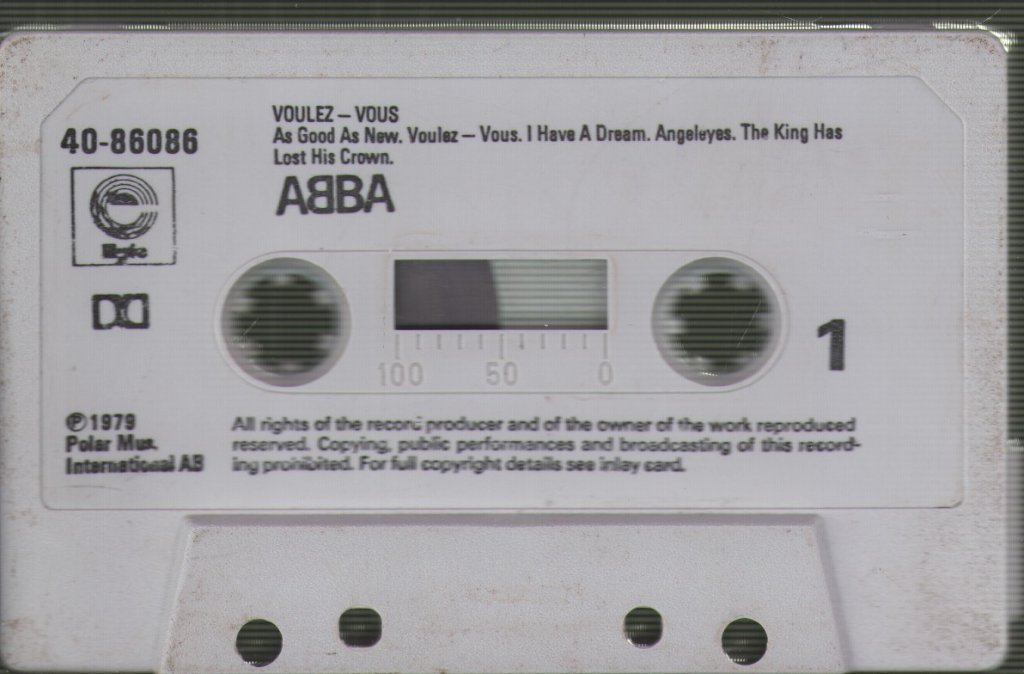 VOULEZ – VOUS
As Good As New. Voulez – Vous. I Have A Dream. Angeleyes. The King Has
Lost His Crown.
ABBA
40-86086
1
100 50 0
℗ 1979
Polar Mus.
International AB
All rights of the record producer and of the owner of the work reproduced
reserved. Copying, public performances and broadcasting of this record-
ing prohibited. For full copyright details see inlay card.